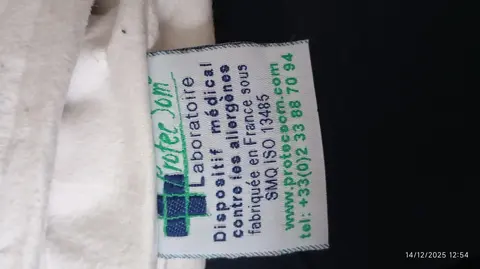 Protec'Som
Laboratoire
Dispositif médical
contre les allergènes
fabriquée en France sous
SMQ ISO 13485
www.protecsom.com
tel: +33(0)2 33 88 70 94
14/12/2025 12:54